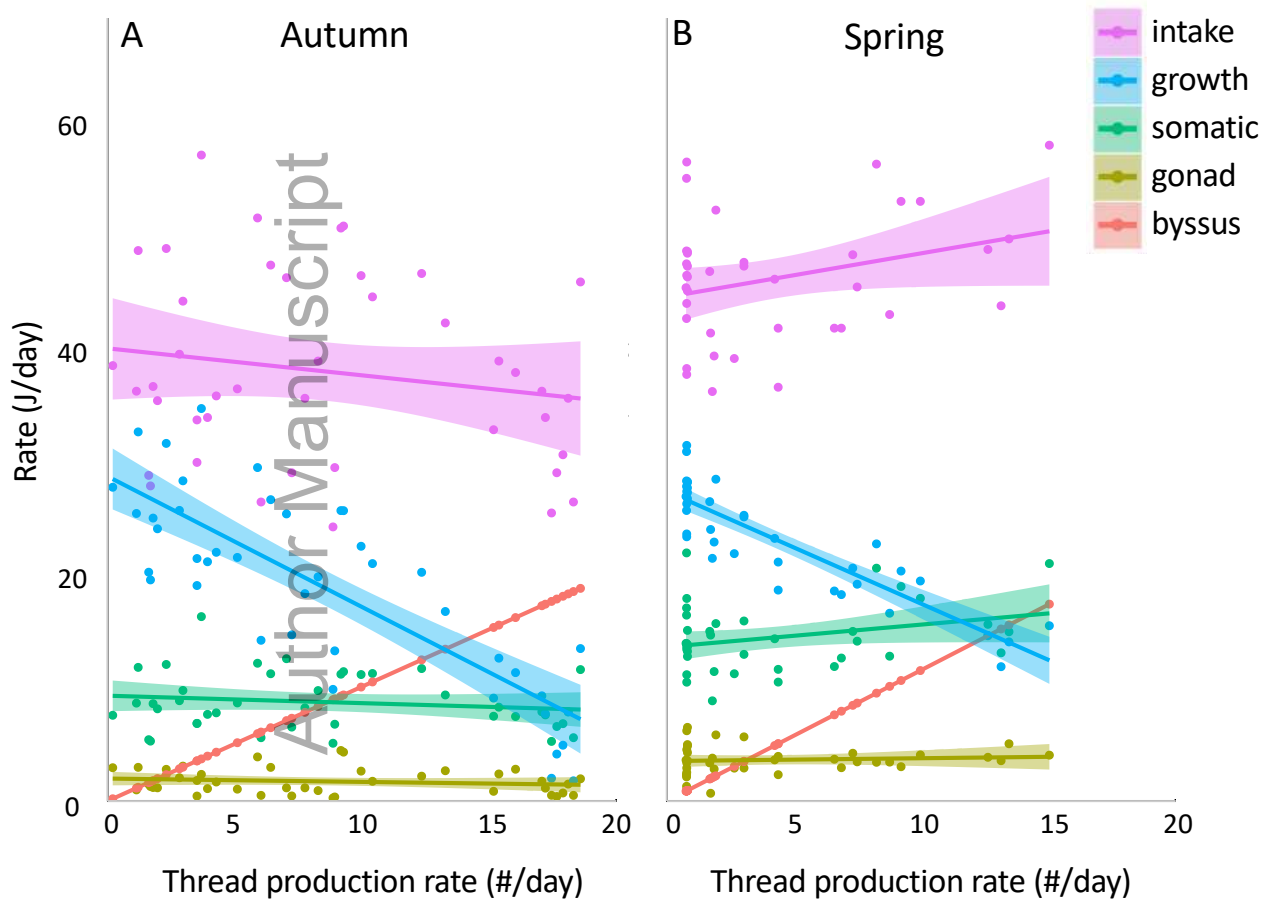 A
Autumn
B
Spring
intake
growth
somatic
gonad
byssus
60
40
20
0
Rate (J/day)
Author Manuscript
0
5
10
15
20
0
5
10
15
20
Thread production rate (#/day)
Thread production rate (#/day)